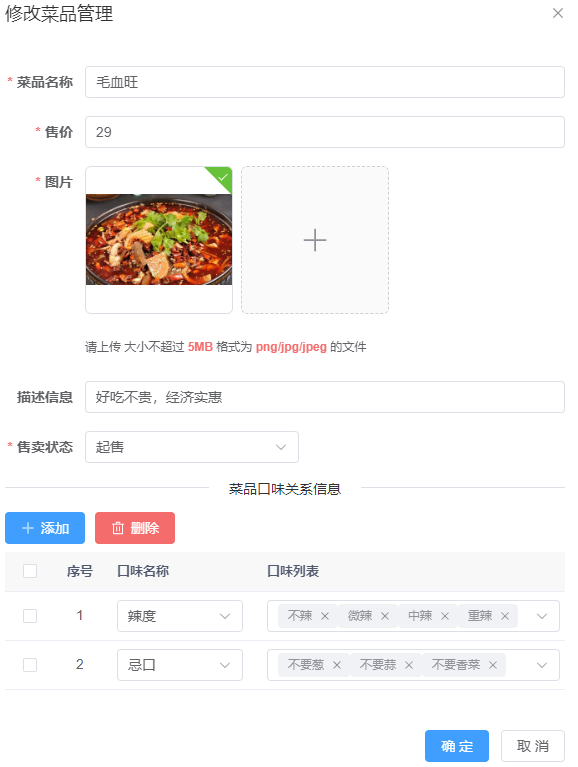 修改菜品管理
* 菜品名称 毛血旺
* 售价 29
* 图片
请上传 大小不超过 5MB 格式为 png/jpg/jpeg 的文件
描述信息 好吃不贵，经济实惠
* 售卖状态 起售
菜品口味关系信息
添加 删除
序号 口味名称 口味列表
1 辣度 不辣 微辣 中辣 重辣
2 忌口 不要葱 不要蒜 不要香菜
确 定 取 消